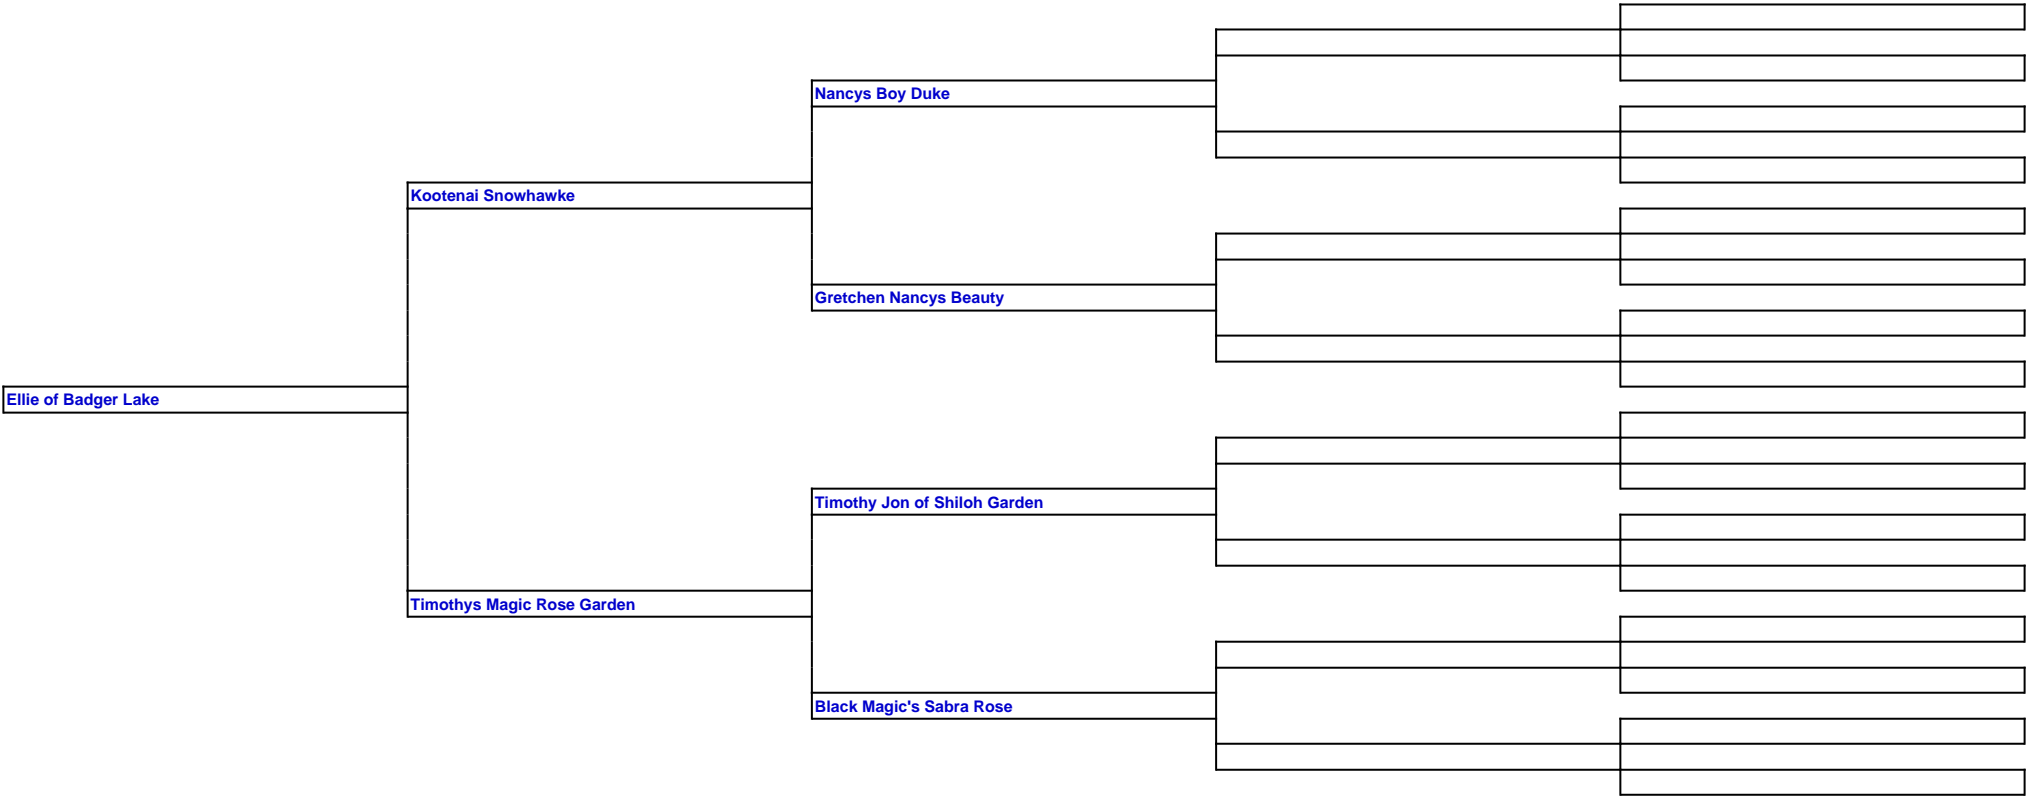 Nancys Boy Duke
Kootenai Snowhawke
Gretchen Nancys Beauty
Ellie of Badger Lake
Timothy Jon of Shiloh Garden
Timothys Magic Rose Garden
Black Magic's Sabra Rose